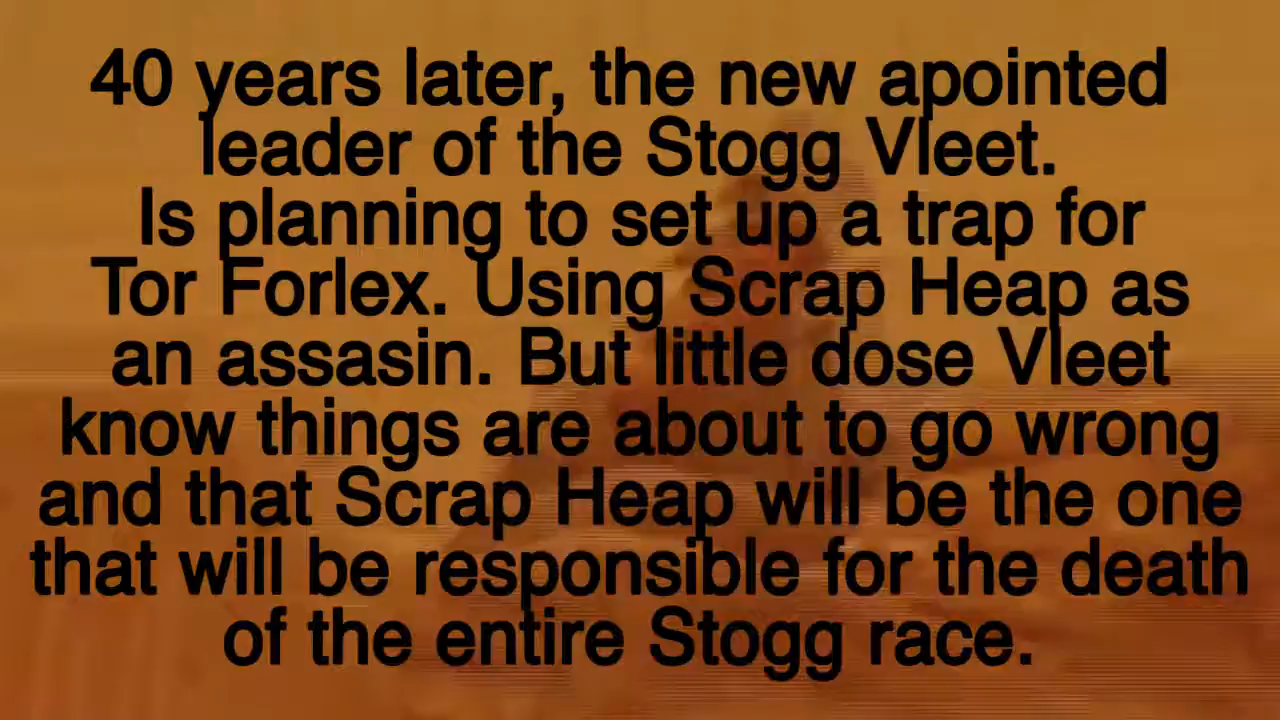 40 years later, the new apointed
leader of the Stogg Vleet.
Is planning to set up a trap for
Tor Forlex. Using Scrap Heap as
an assasin. But little dose Vleet
know things are about to go wrong
and that Scrap Heap will be the one
that will be responsible for the death
of the entire Stogg race.